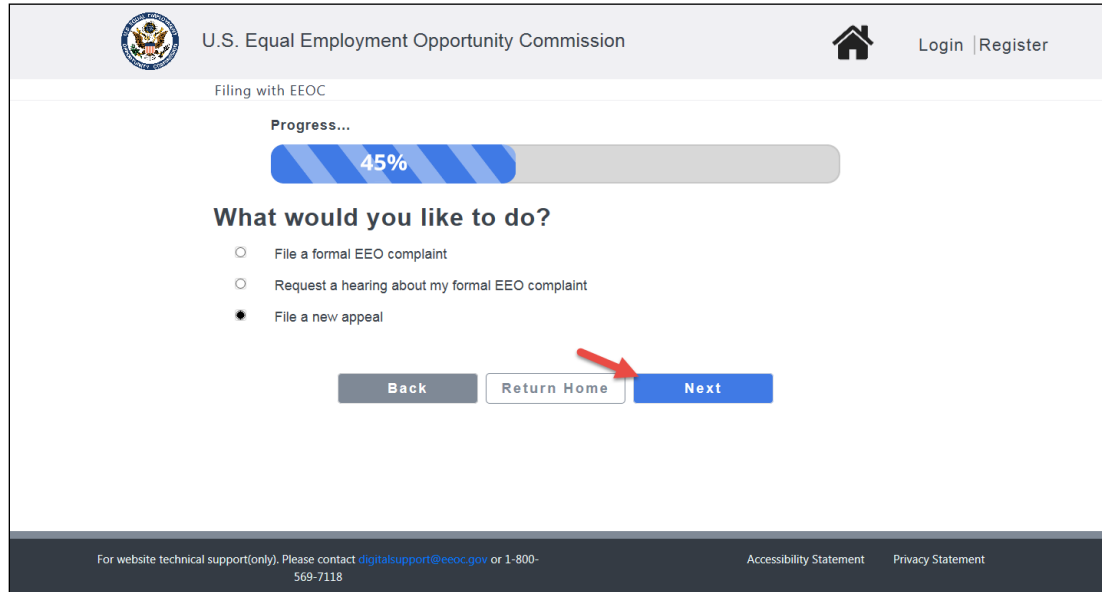 U.S. Equal Employment Opportunity Commission
Login | Register
Filing with EEOC
Progress...
45%
What would you like to do?
File a formal EEO complaint
Request a hearing about my formal EEO complaint
File a new appeal
Back
Return Home
Next
For website technical support(only). Please contact digitalsupport@eeoc.gov or 1-800-
569-7118
Accessibility Statement
Privacy Statement